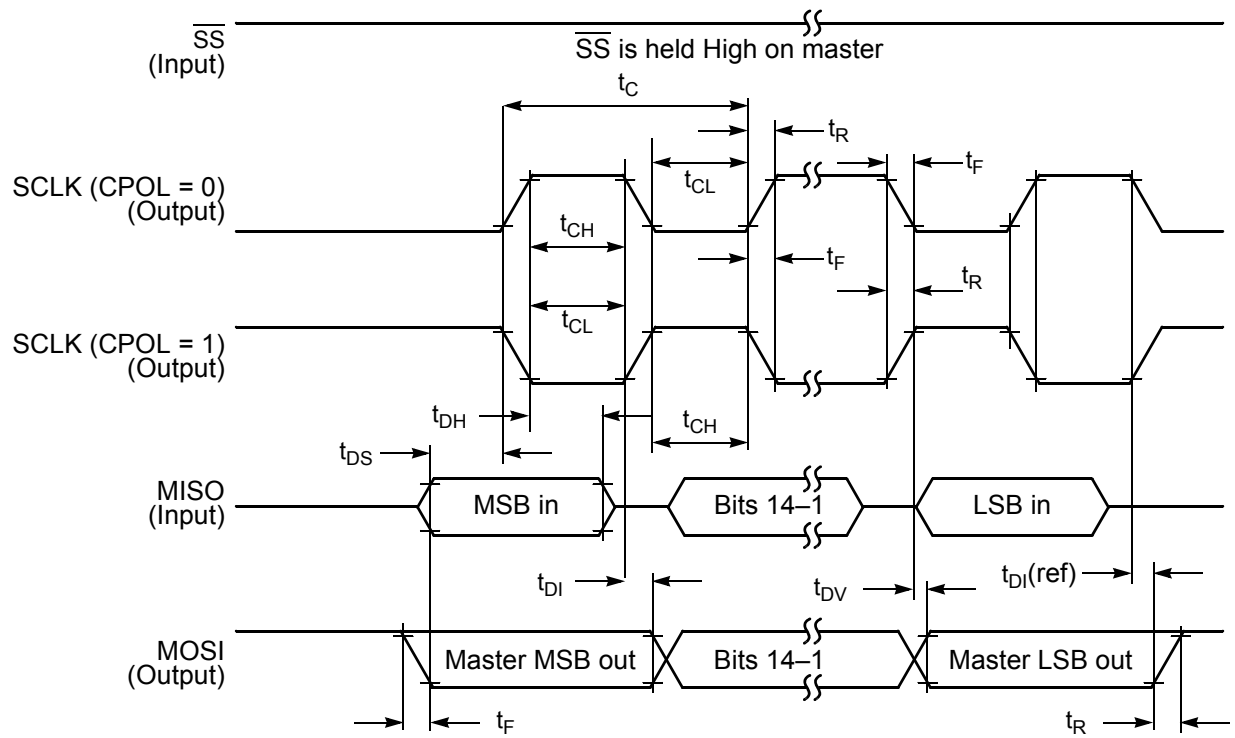 SS
(Input)
SS is held High on master
tC
tR
tF
SCLK (CPOL = 0)
(Output)
tCL
tCH
tF
tR
tCL
SCLK (CPOL = 1)
(Output)
tDH
tCH
tDS
MISO
(Input)
MSB in
Bits 14–1
LSB in
tDI
tDV
tDI(ref)
MOSI
(Output)
Master MSB out
Bits 14–1
Master LSB out
tF
tR